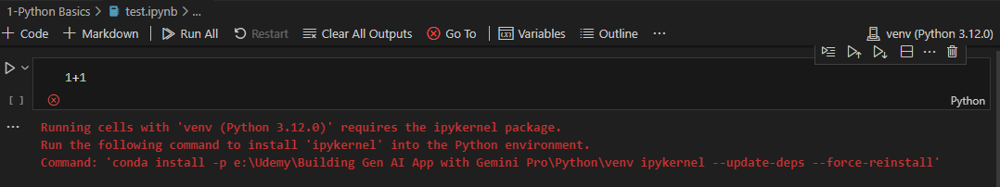 1-Python Basics > test.ipynb > ...
+ Code + Markdown | Run All Restart Clear All Outputs Go To | Variables Outline ... venv (Python 3.12.0)
1+1
[ ] Python
Running cells with 'venv (Python 3.12.0)' requires the ipykernel package.
Run the following command to install 'ipykernel' into the Python environment.
Command: 'conda install -p e:\Udemy\Building Gen AI App with Gemini Pro\Python\venv ipykernel --update-deps --force-reinstall'